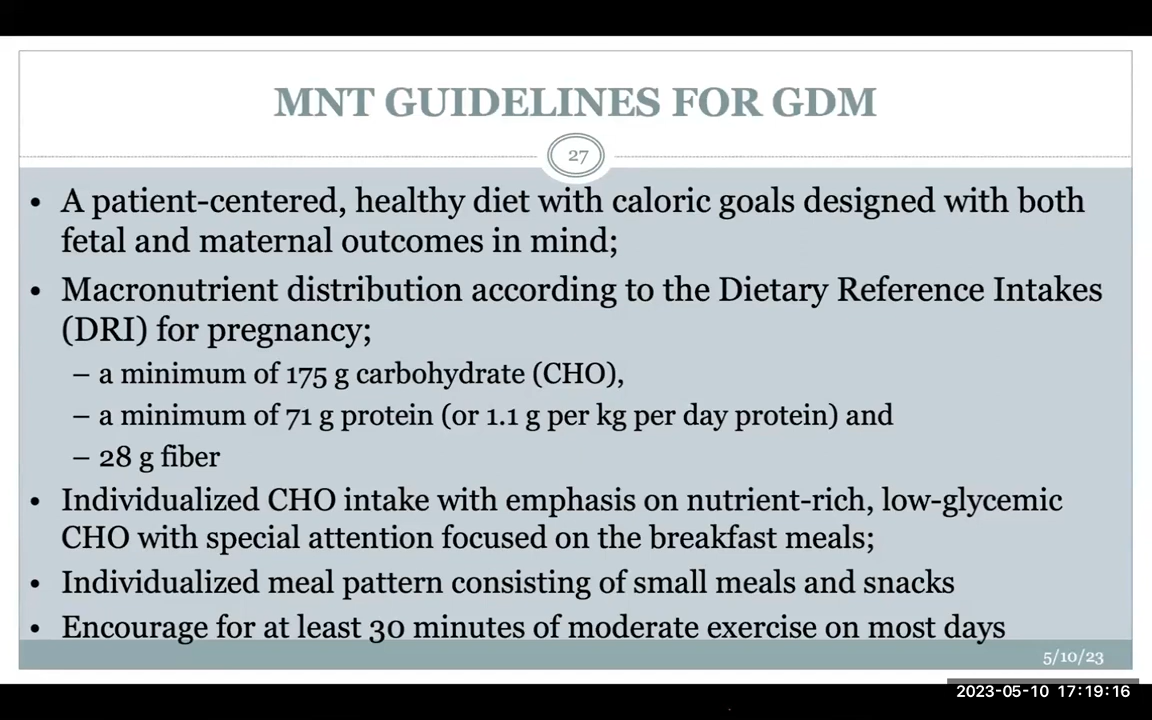 MNT GUIDELINES FOR GDM
27
• A patient-centered, healthy diet with caloric goals designed with both
fetal and maternal outcomes in mind;
• Macronutrient distribution according to the Dietary Reference Intakes
(DRI) for pregnancy;
– a minimum of 175 g carbohydrate (CHO),
– a minimum of 71 g protein (or 1.1 g per kg per day protein) and
– 28 g fiber
• Individualized CHO intake with emphasis on nutrient-rich, low-glycemic
CHO with special attention focused on the breakfast meals;
• Individualized meal pattern consisting of small meals and snacks
• Encourage for at least 30 minutes of moderate exercise on most days
5/10/23
2023-05-10 17:19:16